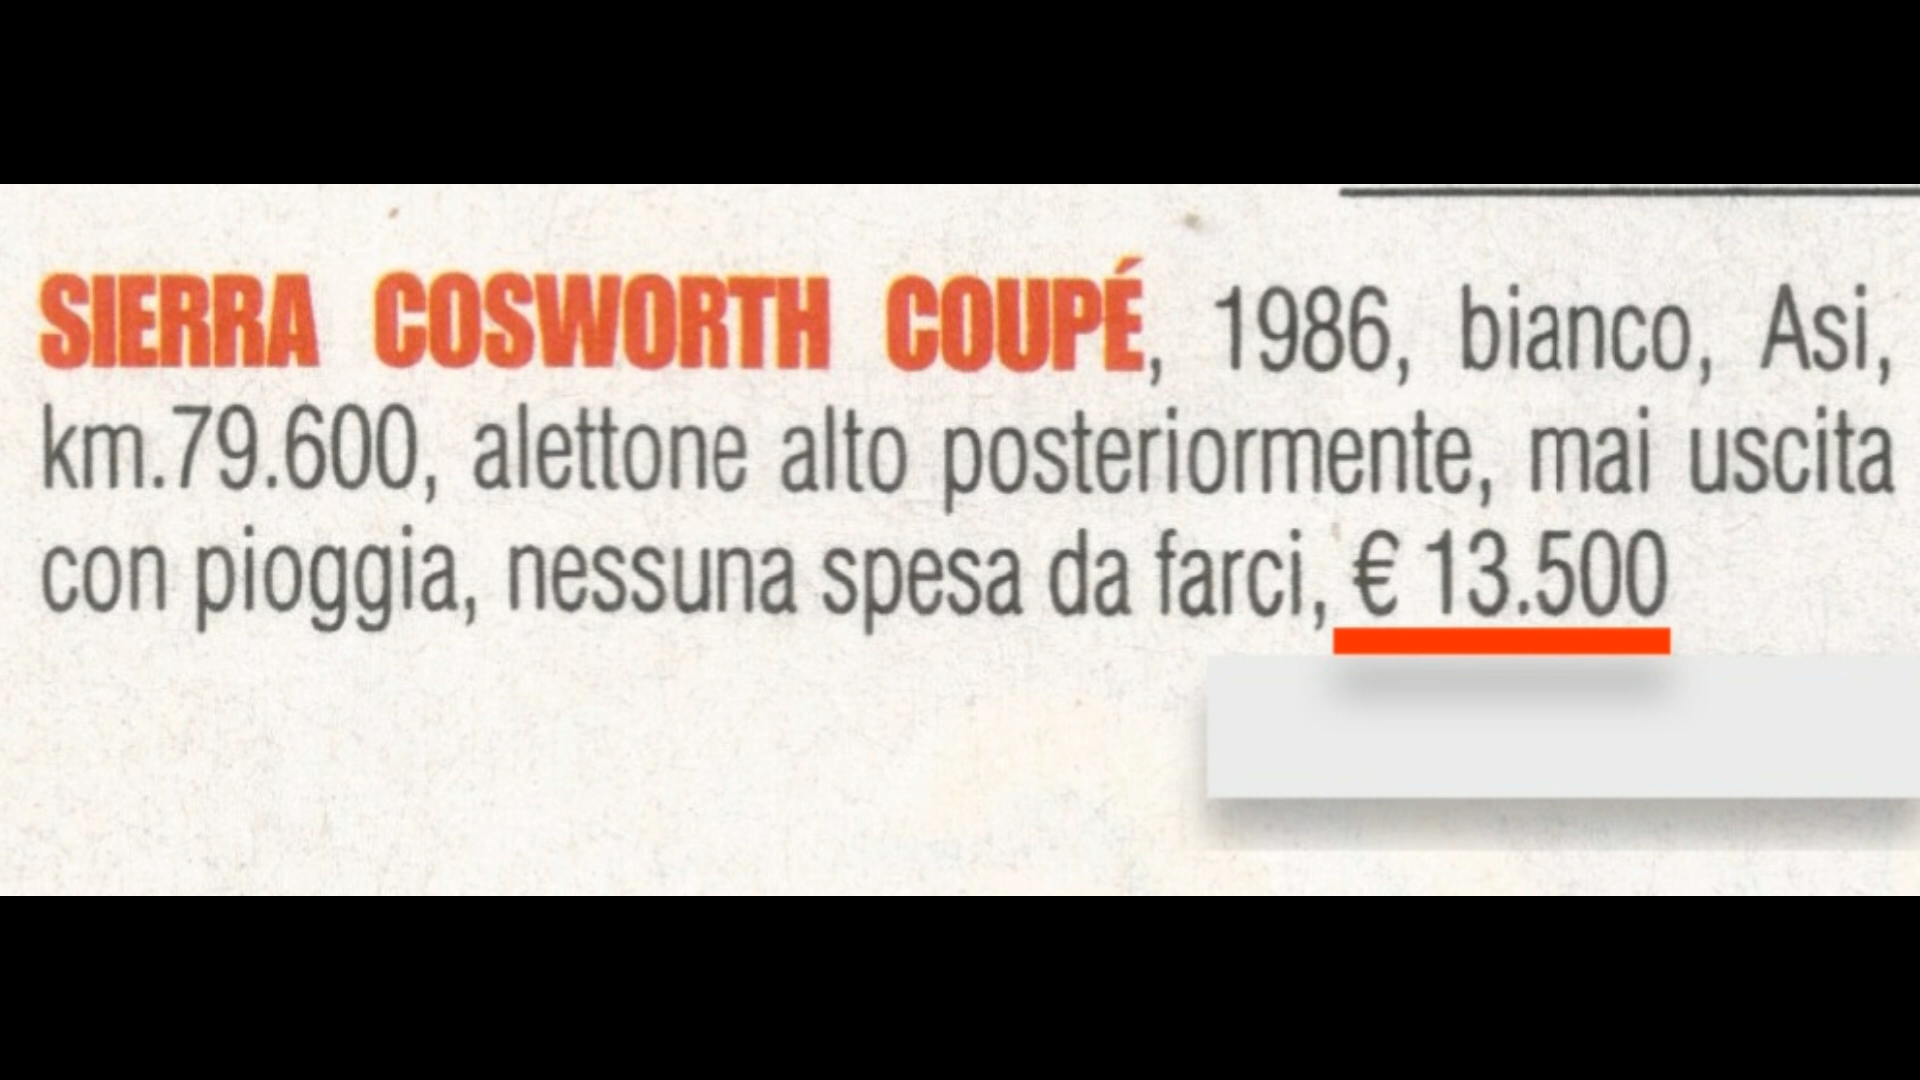 SIERRA COSWORTH COUPÉ, 1986, bianco, Asi,
km.79.600, alettone alto posteriormente, mai uscita
con pioggia, nessuna spesa da farci, € 13.500